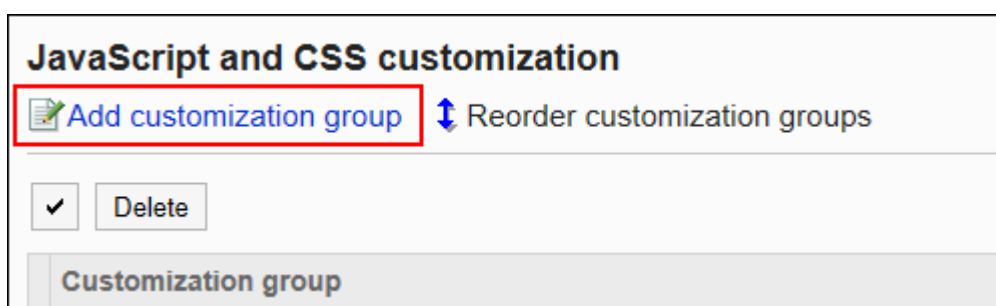 JavaScript and CSS customization
Add customization group Reorder customization groups
Delete
Customization group